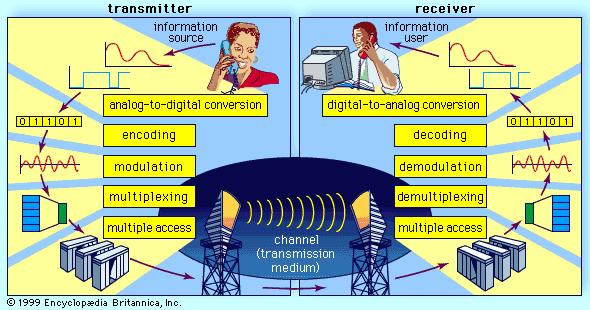 transmitter
receiver
information
source
information
user
analog-to-digital conversion
digital-to-analog conversion
0 1 1 0 1
0 1 1 0 1
encoding
decoding
modulation
demodulation
multiplexing
demultiplexing
multiple access
multiple access
channel
(transmission
medium)
© 1999 Encyclopædia Britannica, Inc.